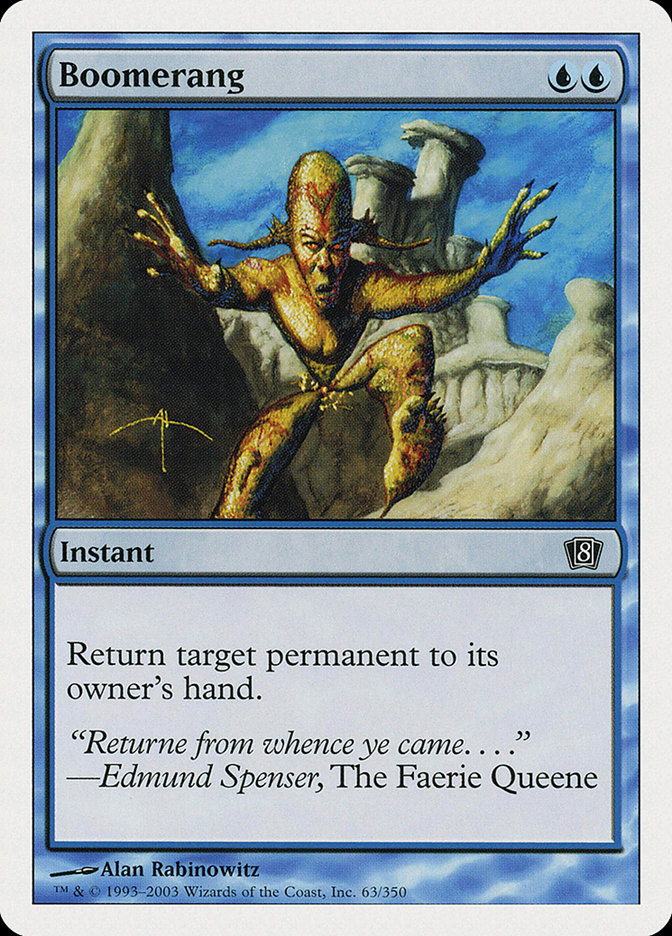 Boomerang
Instant
8
Return target permanent to its
owner's hand.
"Returne from whence ye came. . . ."
—Edmund Spenser, The Faerie Queene
Alan Rabinowitz
™ & © 1993–2003 Wizards of the Coast, Inc. 63/350